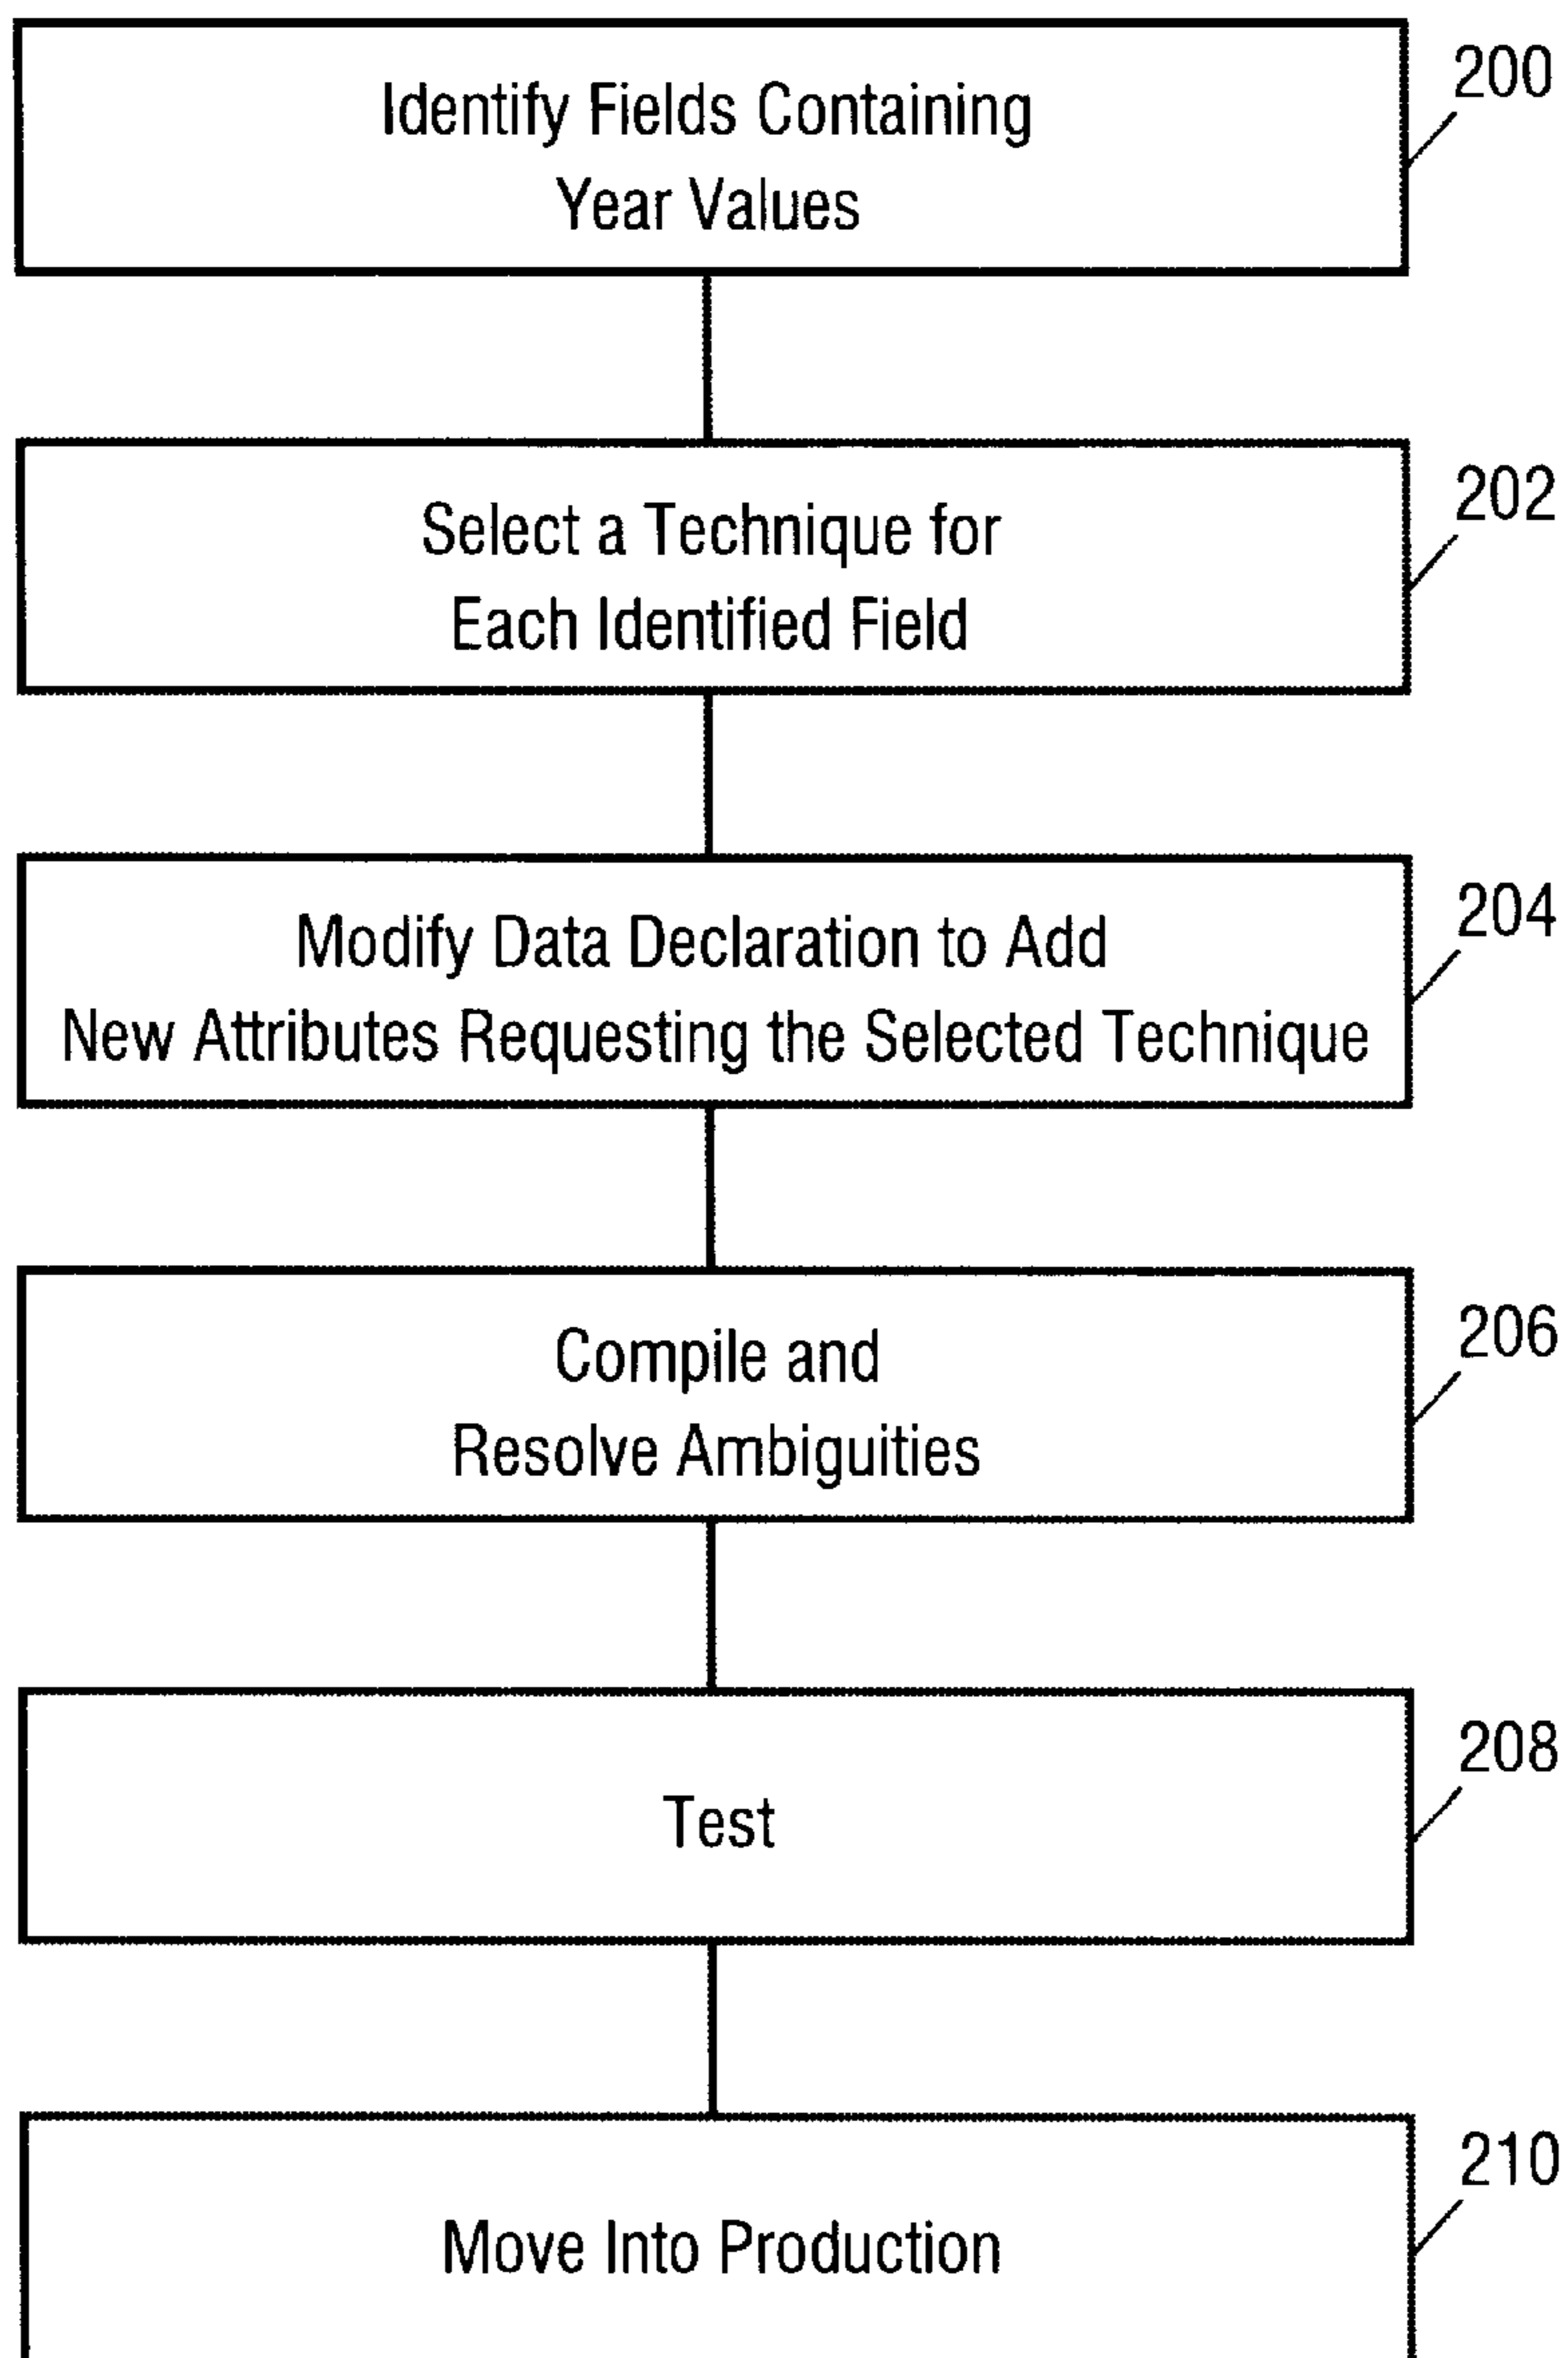 Identify Fields Containing
Year Values
200
Select a Technique for
Each Identified Field
202
Modify Data Declaration to Add
New Attributes Requesting the Selected Technique
204
Compile and
Resolve Ambiguities
206
Test
208
Move Into Production
210